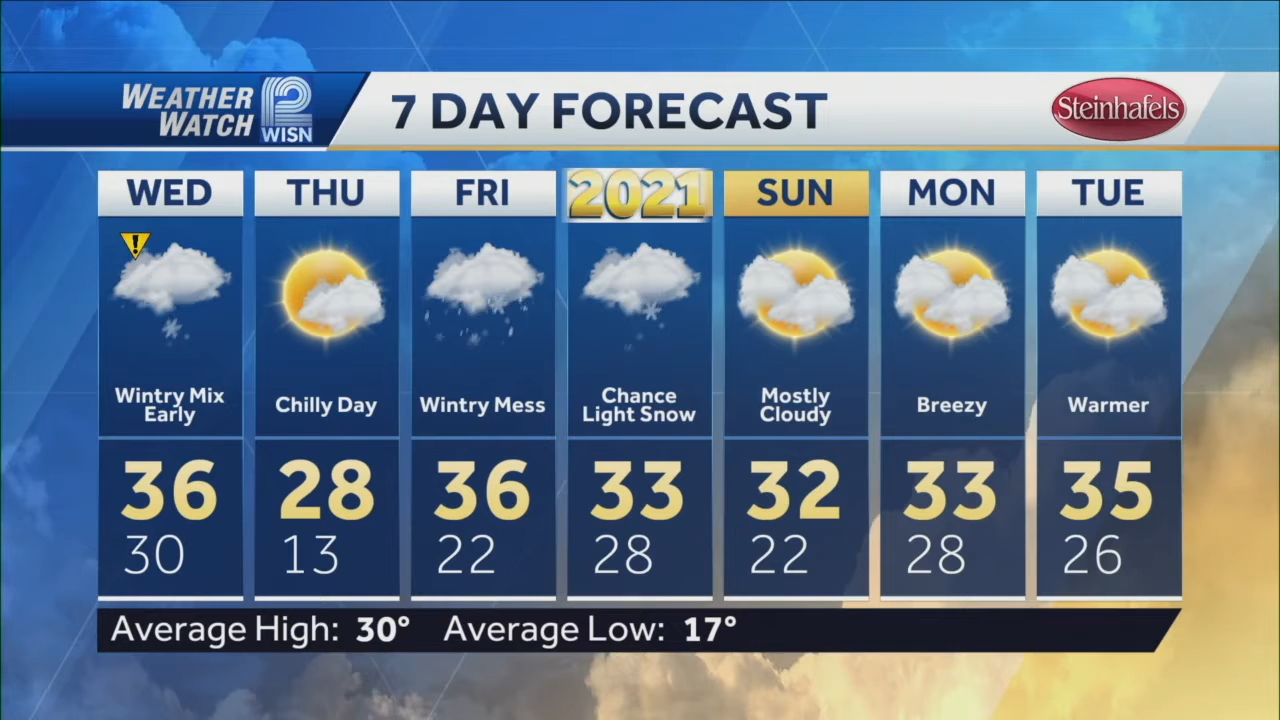 WEATHER
WATCH
12
WISN
7 DAY FORECAST
Steinhafels
WED
THU
FRI
2021
SUN
MON
TUE
!
Wintry Mix
Early
Chilly Day
Wintry Mess
Chance
Light Snow
Mostly
Cloudy
Breezy
Warmer
36
28
36
33
32
33
35
30
13
22
28
22
28
26
Average High: 30° Average Low: 17°